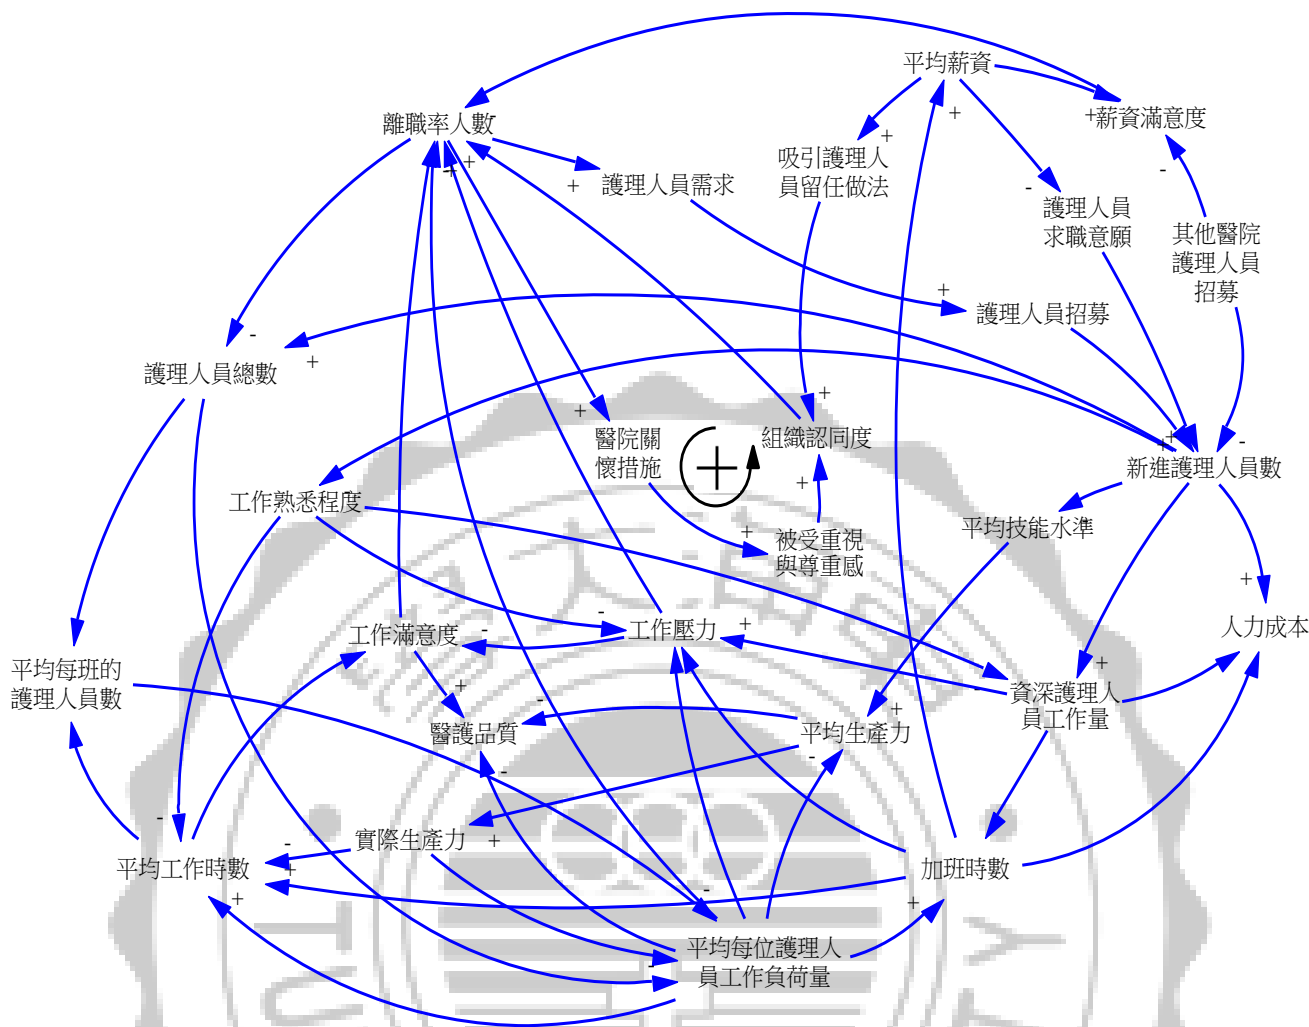 平均薪資
離職率人數
+薪資滿意度
吸引護理人
員留任做法
護理人員需求
護理人員
求職意願
其他醫院
護理人員
招募
護理人員招募
護理人員總數
醫院關
懷措施
組織認同度
新進護理人員數
工作熟悉程度
平均技能水準
被受重視
與尊重感
工作滿意度
工作壓力
人力成本
平均每班的
護理人員數
資深護理人
員工作量
醫護品質
平均生產力
實際生產力
平均工作時數
加班時數
平均每位護理人
員工作負荷量